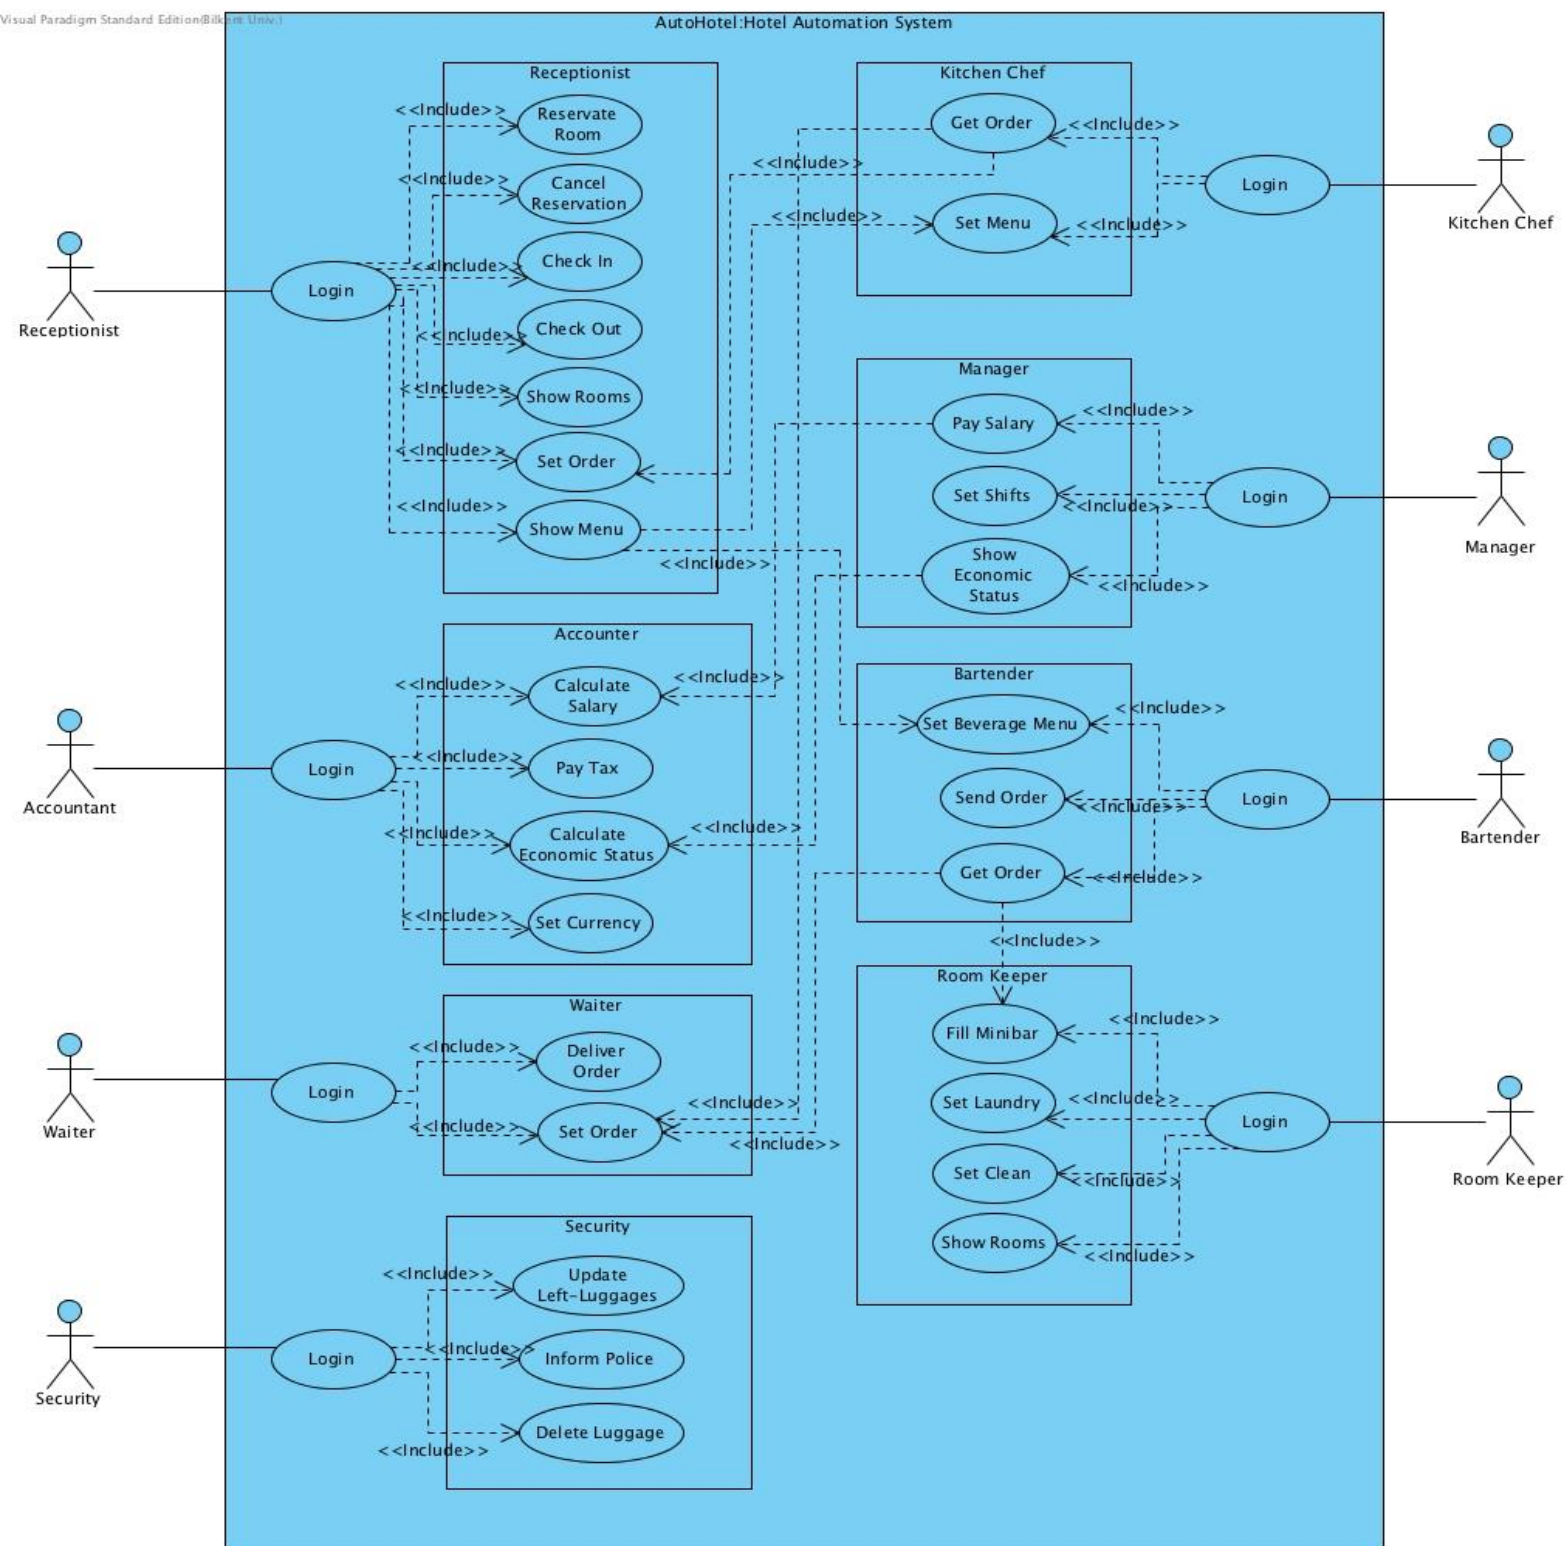 Visual Paradigm Standard Edition(Bilkent Univ.)
AutoHotel:Hotel Automation System
Receptionist
<<Include>>
Reservate
Room
<<Include>>
Cancel
Reservation
<<Include>>
Check In
Login
Receptionist
<<Include>>
Check Out
<<Include>>
Show Rooms
<<Include>>
Set Order
<<Include>>
Show Menu
<<Include>>
Kitchen Chef
Get Order
<<Include>>
<<Include>>
Login
Kitchen Chef
<<Include>>
Set Menu
<<Include>>
Manager
Pay Salary
<<Include>>
Set Shifts
<<Include>>
Login
Manager
Show
Economic
Status
<<Include>>
Accounter
<<Include>>
Calculate
Salary
<<Include>>
<<Include>>
Pay Tax
Login
Accountant
<<Include>>
Calculate
Economic Status
<<Include>>
<<Include>>
Set Currency
Bartender
Set Beverage Menu
<<Include>>
Send Order
<<Include>>
Login
Bartender
Get Order
<<Include>>
<<Include>>
Waiter
<<Include>>
Deliver
Order
Login
Waiter
<<Include>>
Set Order
<<Include>>
<<Include>>
Room Keeper
Fill Minibar
<<Include>>
Set Laundry
<<Include>>
Login
Room Keeper
Set Clean
<<Include>>
Show Rooms
<<Include>>
Security
<<Include>>
Update
Left-Luggages
<<Include>>
Inform Police
Login
Security
Delete Luggage
<<Include>>